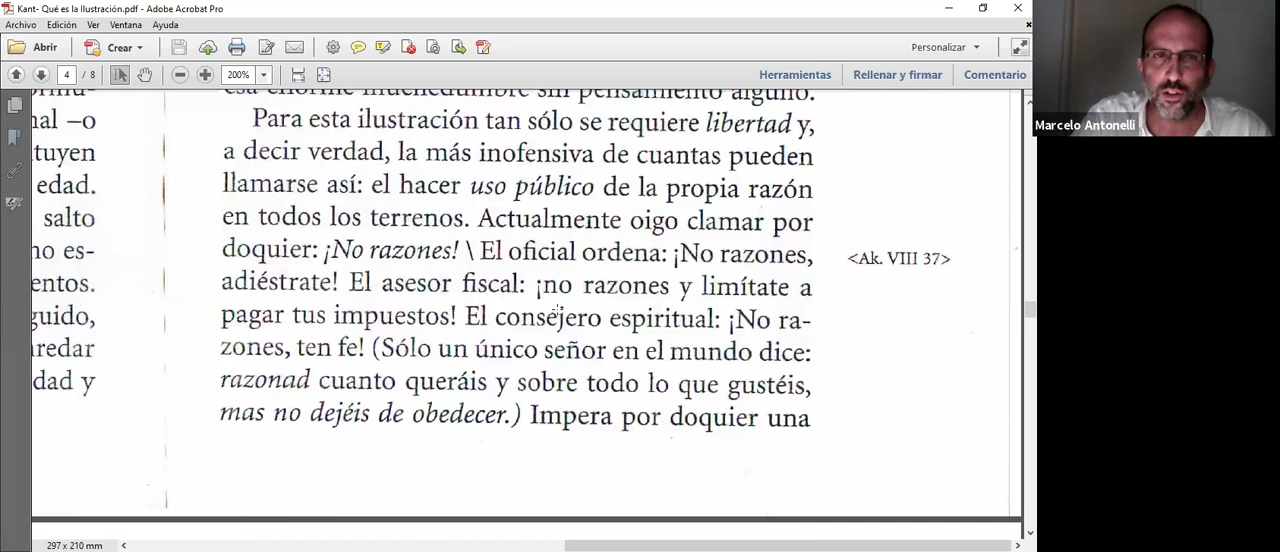 Kant- Qué es la Ilustración.pdf - Adobe Acrobat Pro
Archivo Edición Ver Ventana Ayuda
Abrir Crear Personalizar
4 / 8 200% Herramientas Rellenar y firmar Comentario
esa enorme muchedumbre sin pensamiento alguno.
Para esta ilustración tan sólo se requiere libertad y,
a decir verdad, la más inofensiva de cuantas pueden
llamarse así: el hacer uso público de la propia razón
en todos los terrenos. Actualmente oigo clamar por
doquier: ¡No razones! \ El oficial ordena: ¡No razones,
adiéstrate! El asesor fiscal: ¡no razones y limítate a
pagar tus impuestos! El consejero espiritual: ¡No ra-
zones, ten fe! (Sólo un único señor en el mundo dice:
razonad cuanto queráis y sobre todo lo que gustéis,
mas no dejéis de obedecer.) Impera por doquier una
<Ak. VIII 37>
nal –o
tuyen
edad.
salto
no es-
entos.
guido,
redar
dad y
297 x 210 mm
Marcelo Antonelli